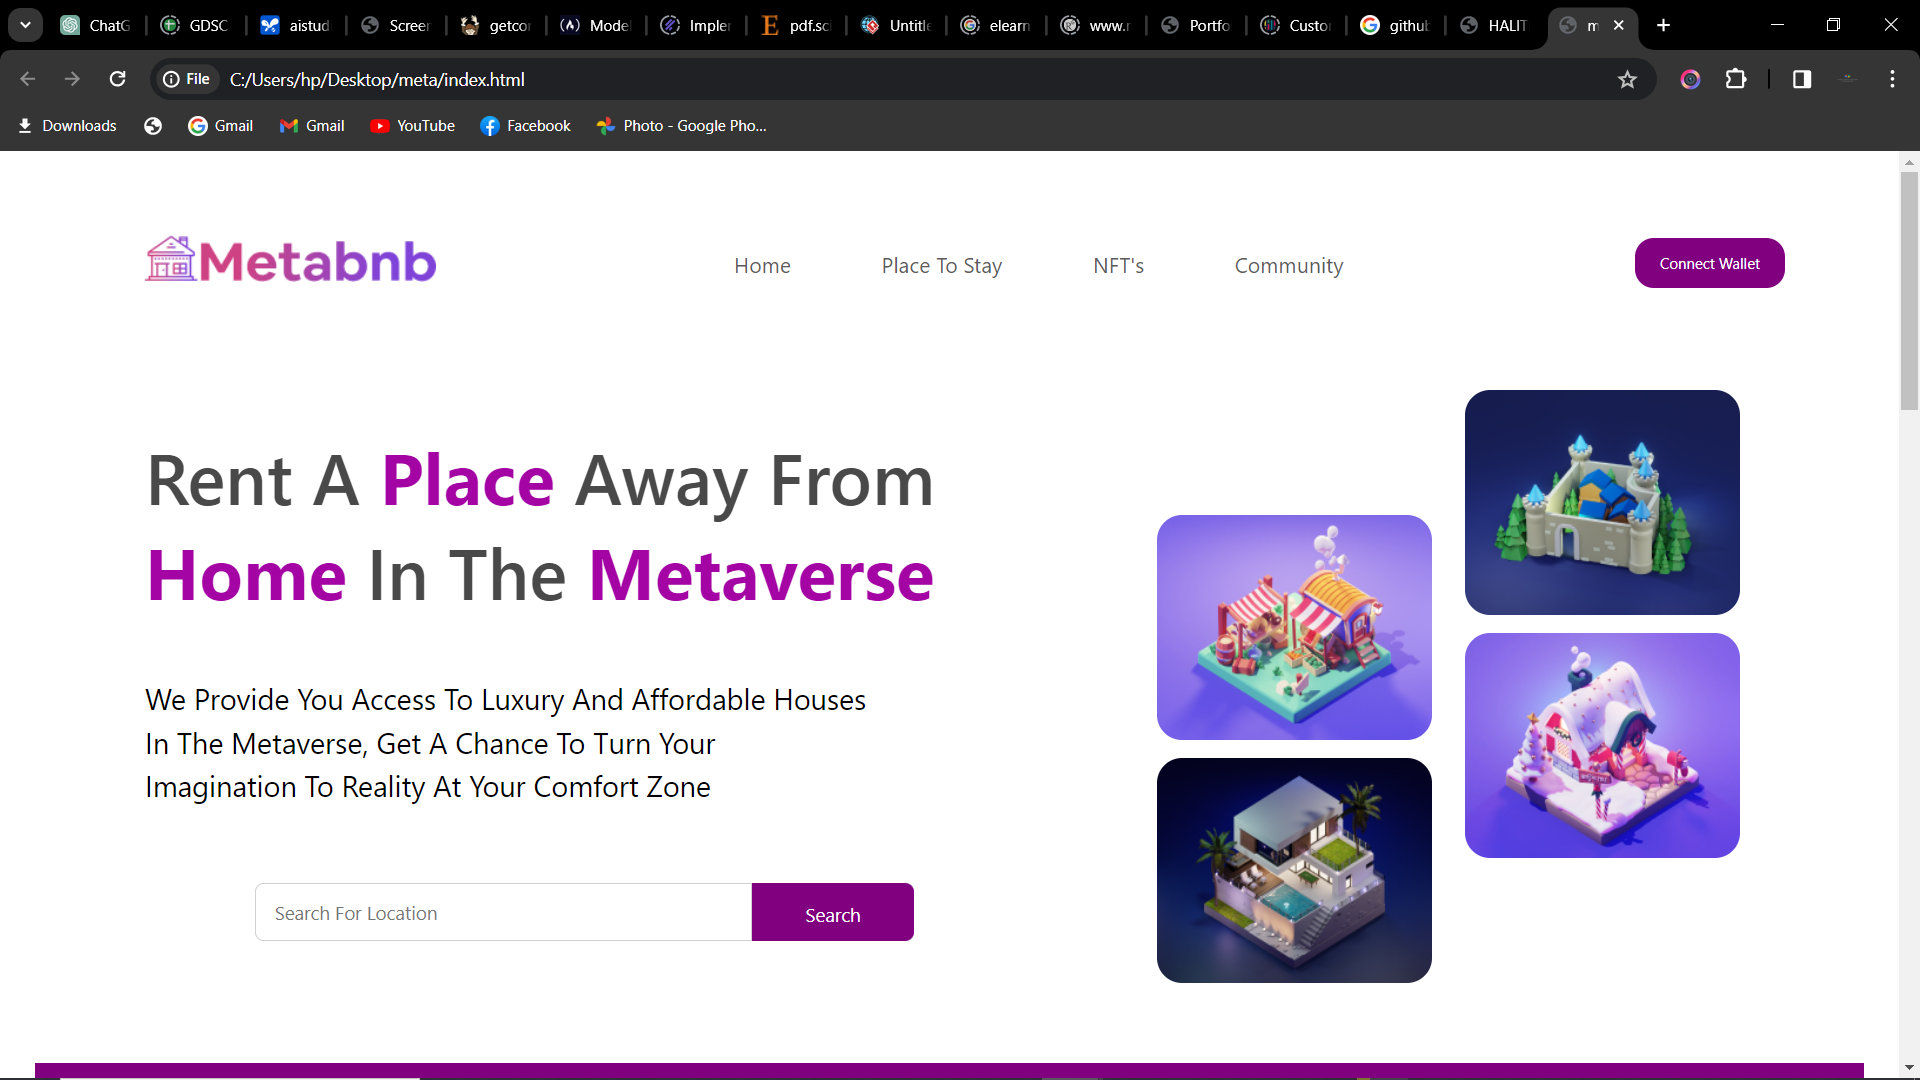 ChatG
GDSC
aistud
Screer
getcor
Model
Impler
pdf.sci
Untitle
elearn
www.r
Portfo
Custor
github
HALIT
m
File
C:/Users/hp/Desktop/meta/index.html
Downloads
Gmail
Gmail
YouTube
Facebook
Photo - Google Pho...
Metabnb
Home
Place To Stay
NFT's
Community
Connect Wallet
Rent A Place Away From
Home In The Metaverse
We Provide You Access To Luxury And Affordable Houses
In The Metaverse, Get A Chance To Turn Your
Imagination To Reality At Your Comfort Zone
Search For Location
Search